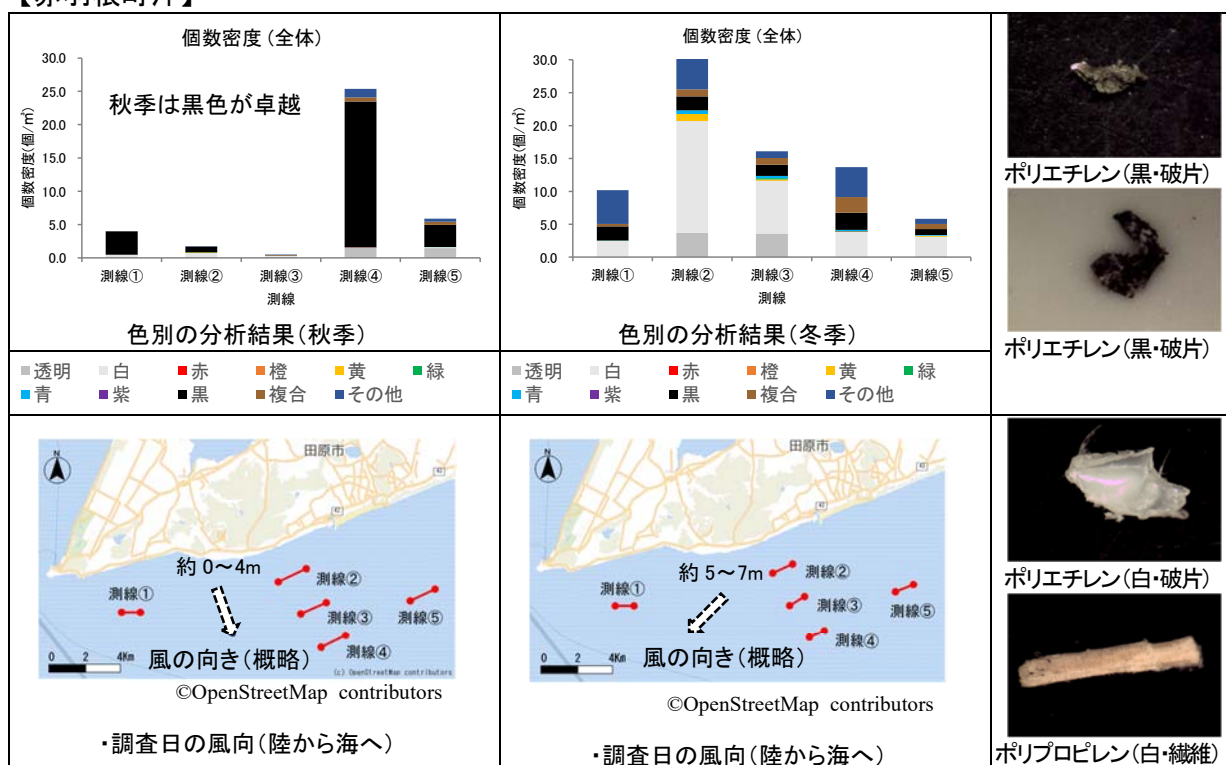 個数密度(全体)
30.0
25.0
20.0
15.0
10.0
5.0
0.0
個数密度(個/㎡)
秋季は黒色が卓越
測線① 測線② 測線③ 測線④ 測線⑤
測線
色別の分析結果(秋季)
個数密度(全体)
30.0
25.0
20.0
15.0
10.0
5.0
0.0
個数密度(個/㎡)
測線① 測線② 測線③ 測線④ 測線⑤
測線
色別の分析結果(冬季)
ポリエチレン(黒・破片)
ポリエチレン(黒・破片)
透明 白 赤 橙 黄 緑
青 紫 黒 複合 その他
透明 白 赤 橙 黄 緑
青 紫 黒 複合 その他
N
田原市
42
42
約 0～4m
測線①
測線②
測線③
測線④
測線⑤
風の向き(概略)
0 2 4Km
(c) OpenStreetMap contributors
©OpenStreetMap contributors
・調査日の風向(陸から海へ)
N
田原市
42
42
約 5～7m
測線①
測線②
測線③
測線④
測線⑤
風の向き(概略)
0 2 4Km
©OpenStreetMap contributors
・調査日の風向(陸から海へ)
ポリエチレン(白・破片)
ポリプロピレン(白・繊維)